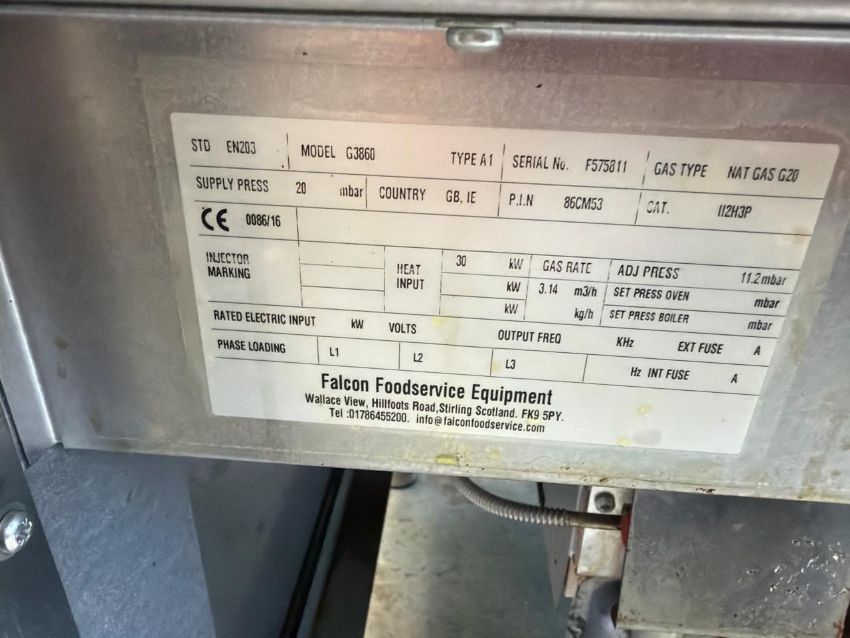 STD EN203 MODEL G3860 TYPE A1 SERIAL No. F575811 GAS TYPE NAT GAS G20
SUPPLY PRESS 20 mbar COUNTRY GB, IE P.I.N 86CM53 CAT. II2H3P
CE 0086/16
INJECTOR MARKING HEAT INPUT 30 kW GAS RATE ADJ PRESS 11.2 mbar
kW 3.14 m3/h SET PRESS OVEN mbar
kW kg/h SET PRESS BOILER mbar
RATED ELECTRIC INPUT kW VOLTS OUTPUT FREQ KHz EXT FUSE A
PHASE LOADING L1 L2 L3 Hz INT FUSE A
Falcon Foodservice Equipment
Wallace View, Hillfoots Road,Stirling Scotland. FK9 5PY.
Tel :01786455200. info@falconfoodservice.com